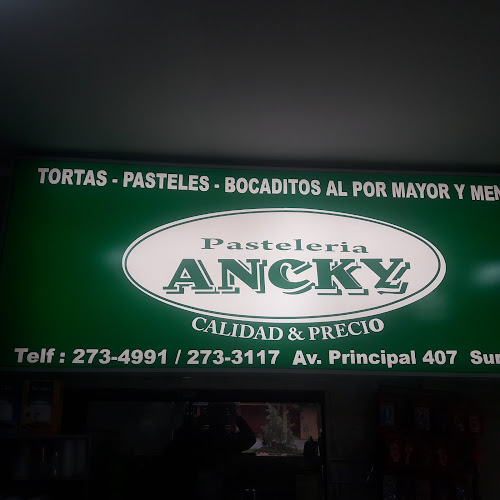 TORTAS - PASTELES - BOCADITOS AL POR MAYOR Y MEN
Pasteleria
ANCKY
CALIDAD & PRECIO
Telf : 273-4991 / 273-3117 Av. Principal 407 Sur